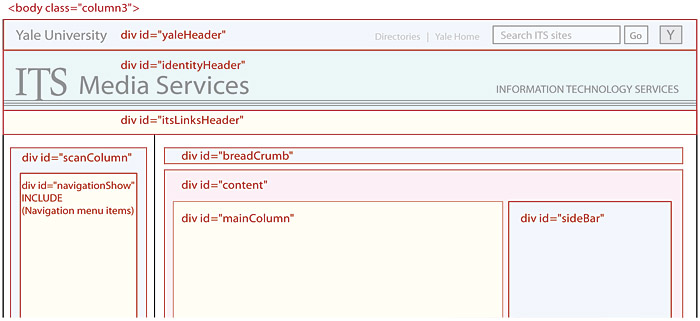 <body class="column3">
Yale University div id="yaleHeader" Directories | Yale Home Search ITS sites Go Y
div id="identityHeader"
ITS Media Services INFORMATION TECHNOLOGY SERVICES
div id="itsLinksHeader"
div id="scanColumn" div id="breadCrumb"
div id="navigationShow" div id="content"
INCLUDE
(Navigation menu items)
div id="mainColumn" div id="sideBar"